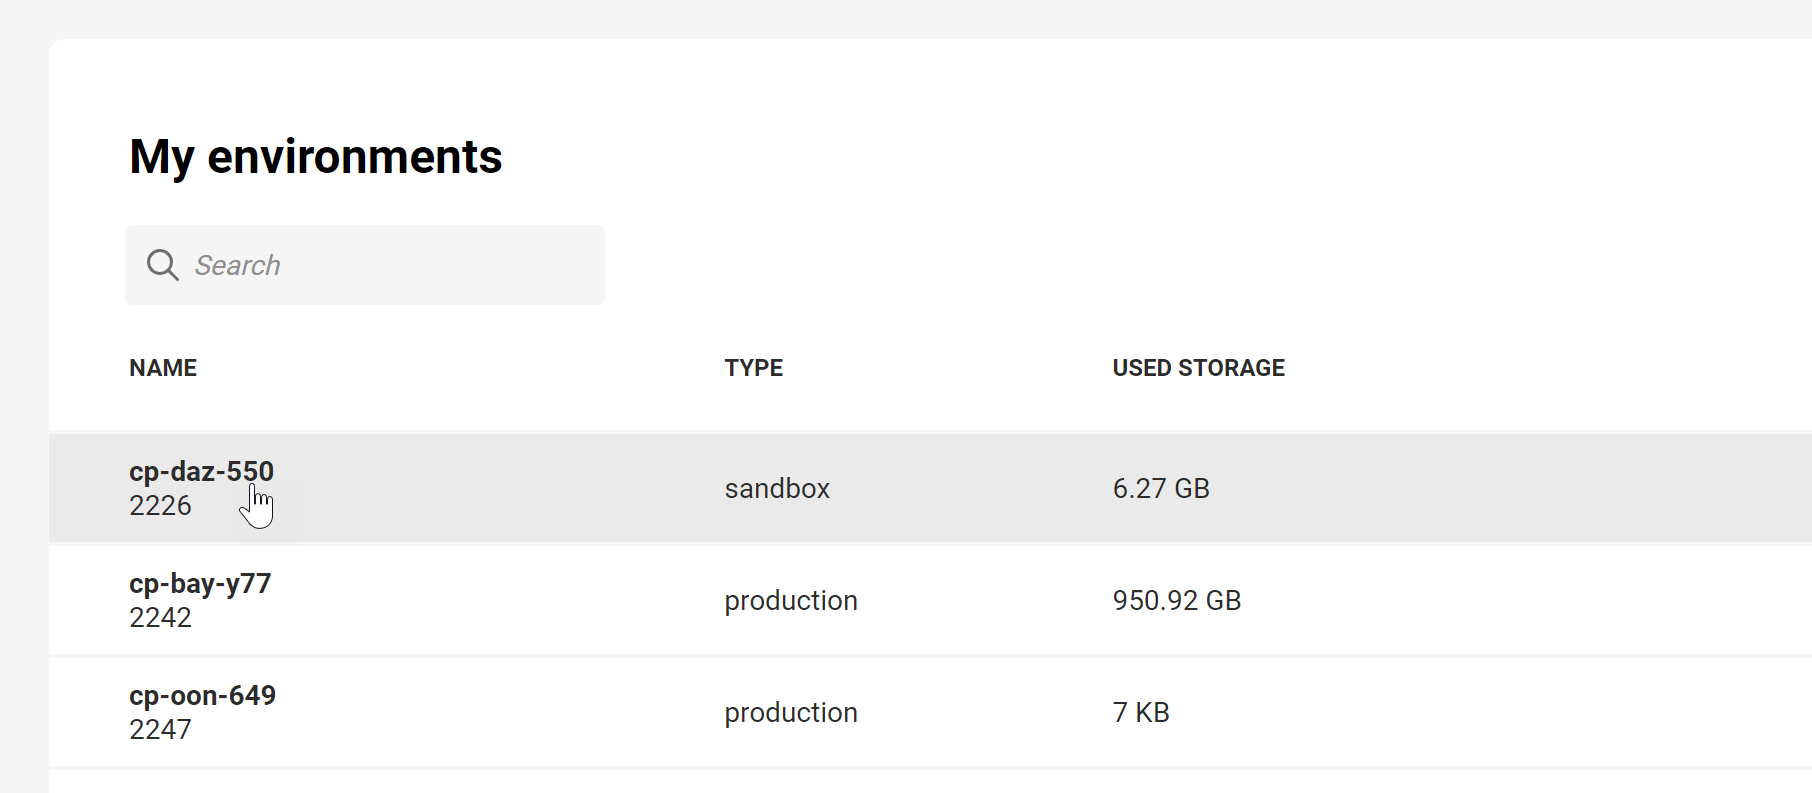 My environments
Search
NAME TYPE USED STORAGE
cp-daz-550
2226 sandbox 6.27 GB
cp-bay-y77
2242 production 950.92 GB
cp-oon-649
2247 production 7 KB